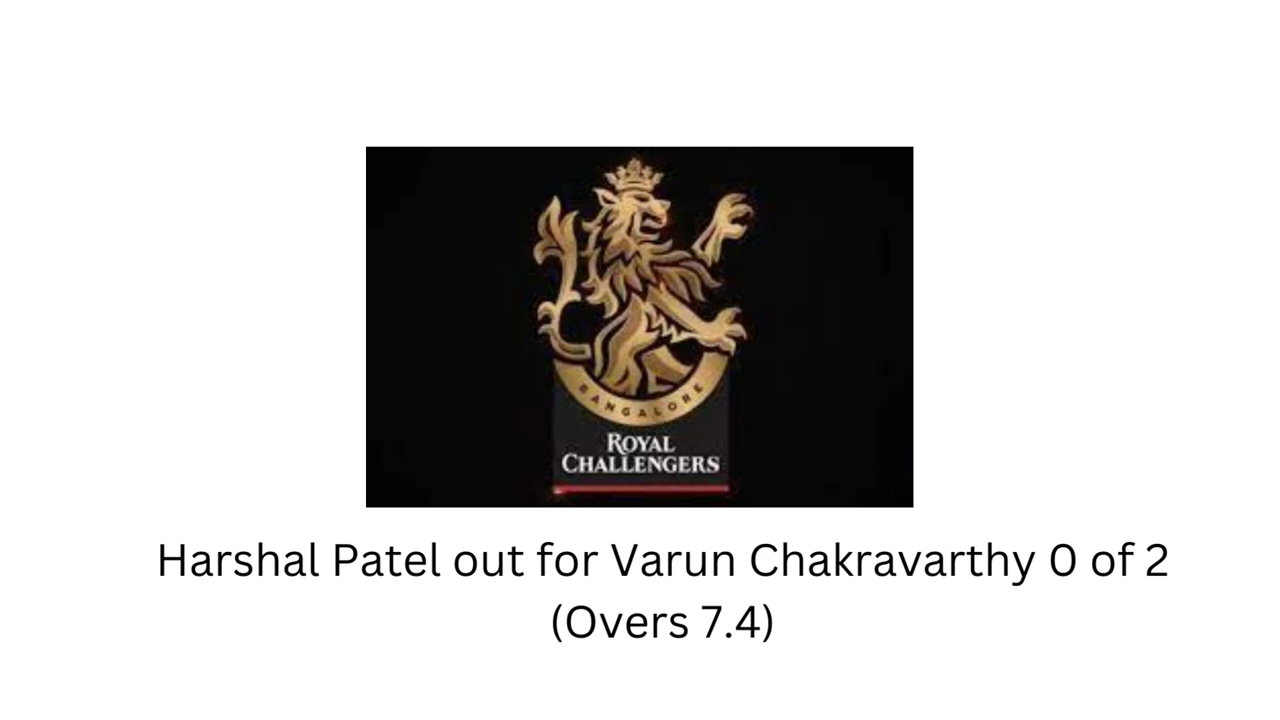 BANGALORE
ROYAL
CHALLENGERS
Harshal Patel out for Varun Chakravarthy 0 of 2
(Overs 7.4)